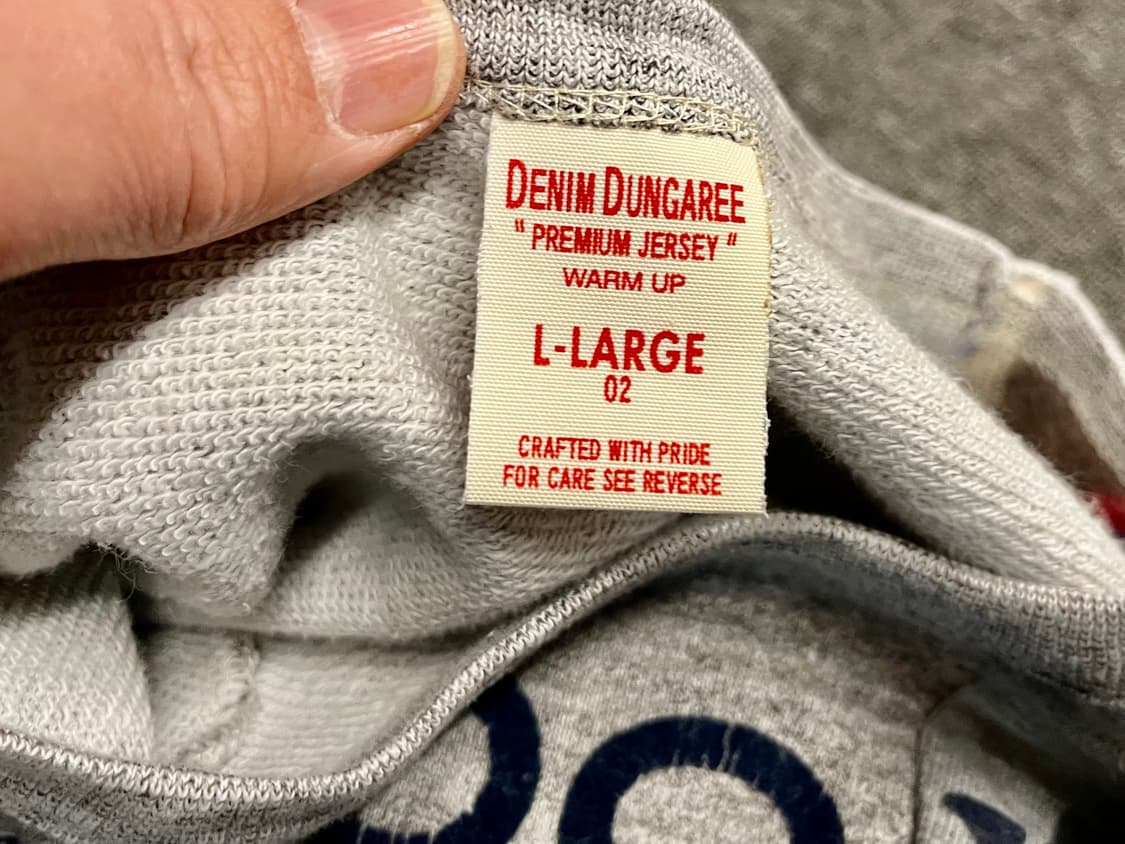 DENIM DUNGAREE
" PREMIUM JERSEY "
WARM UP
L-LARGE
02
CRAFTED WITH PRIDE
FOR CARE SEE REVERSE